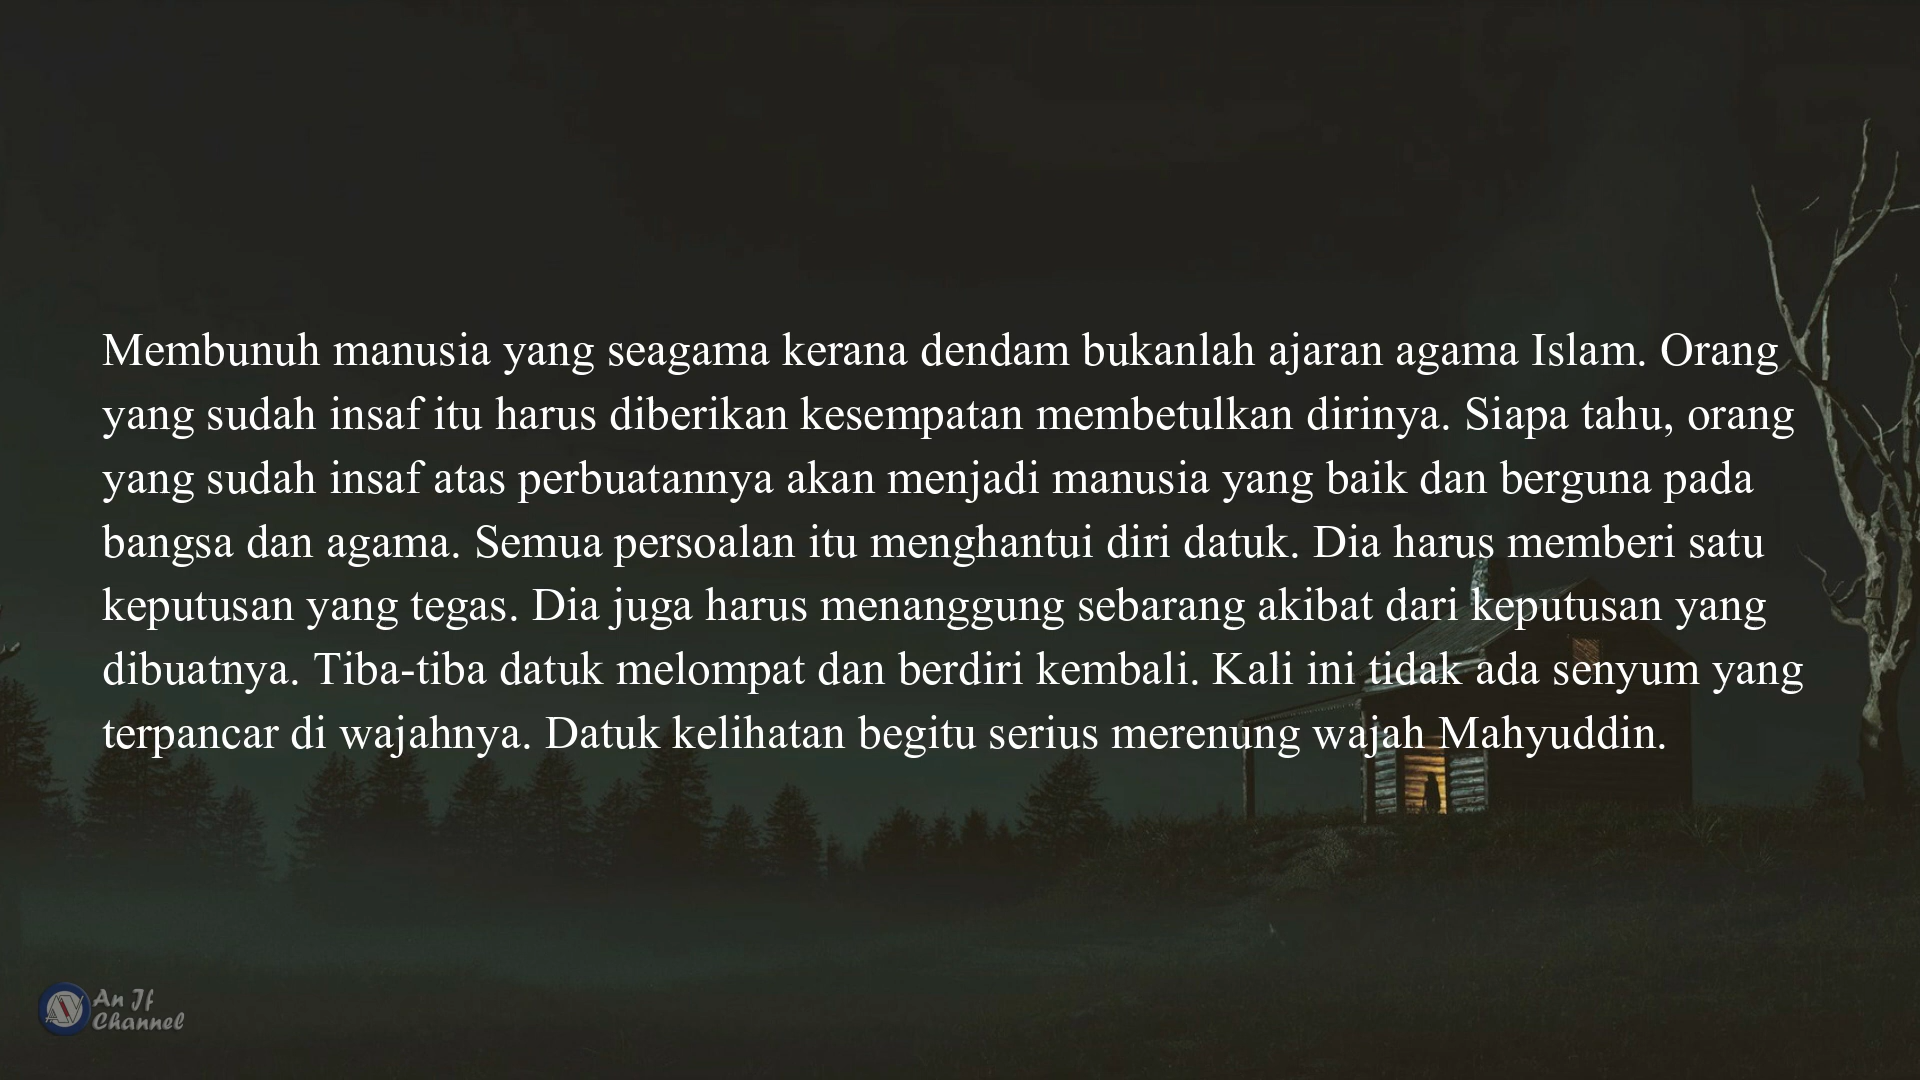 Membunuh manusia yang seagama kerana dendam bukanlah ajaran agama Islam. Orang
yang sudah insaf itu harus diberikan kesempatan membetulkan dirinya. Siapa tahu, orang
yang sudah insaf atas perbuatannya akan menjadi manusia yang baik dan berguna pada
bangsa dan agama. Semua persoalan itu menghantui diri datuk. Dia harus memberi satu
keputusan yang tegas. Dia juga harus menanggung sebarang akibat dari keputusan yang
dibuatnya. Tiba-tiba datuk melompat dan berdiri kembali. Kali ini tidak ada senyum yang
terpancar di wajahnya. Datuk kelihatan begitu serius merenung wajah Mahyuddin.
An Jf
Channel